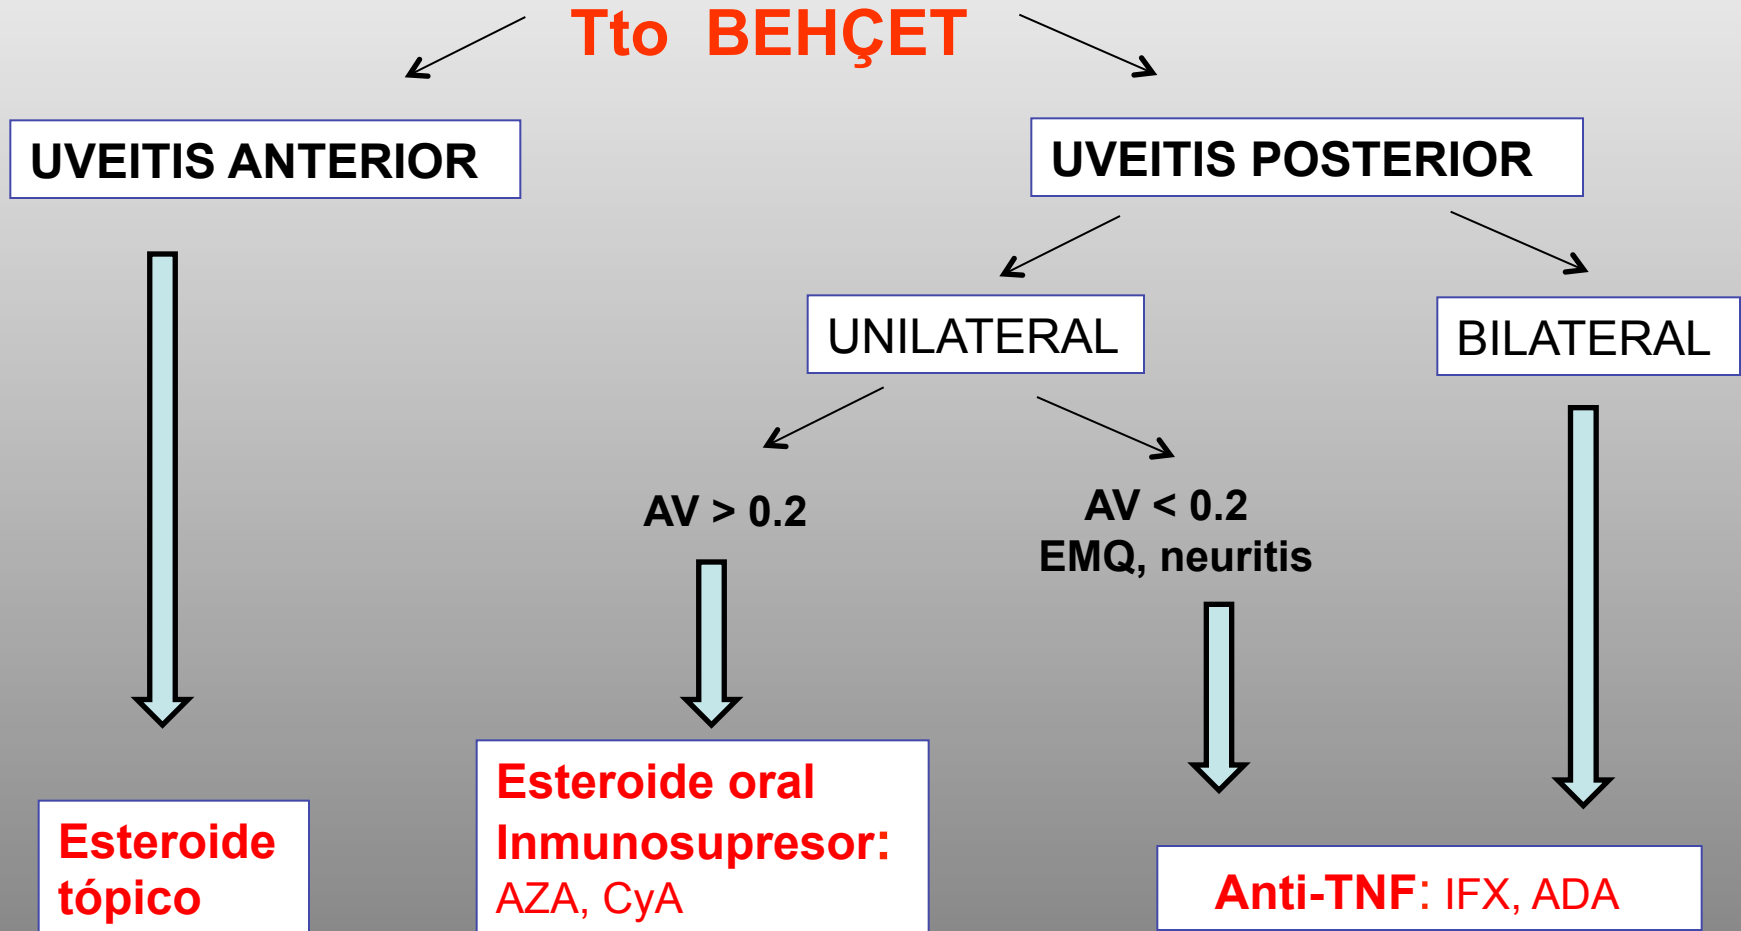 Tto BEHÇET
UVEITIS ANTERIOR
UVEITIS POSTERIOR
UNILATERAL
BILATERAL
AV > 0.2
AV < 0.2
EMQ, neuritis
Esteroide
tópico
Esteroide oral
Inmunosupresor:
AZA, CyA
Anti-TNF: IFX, ADA